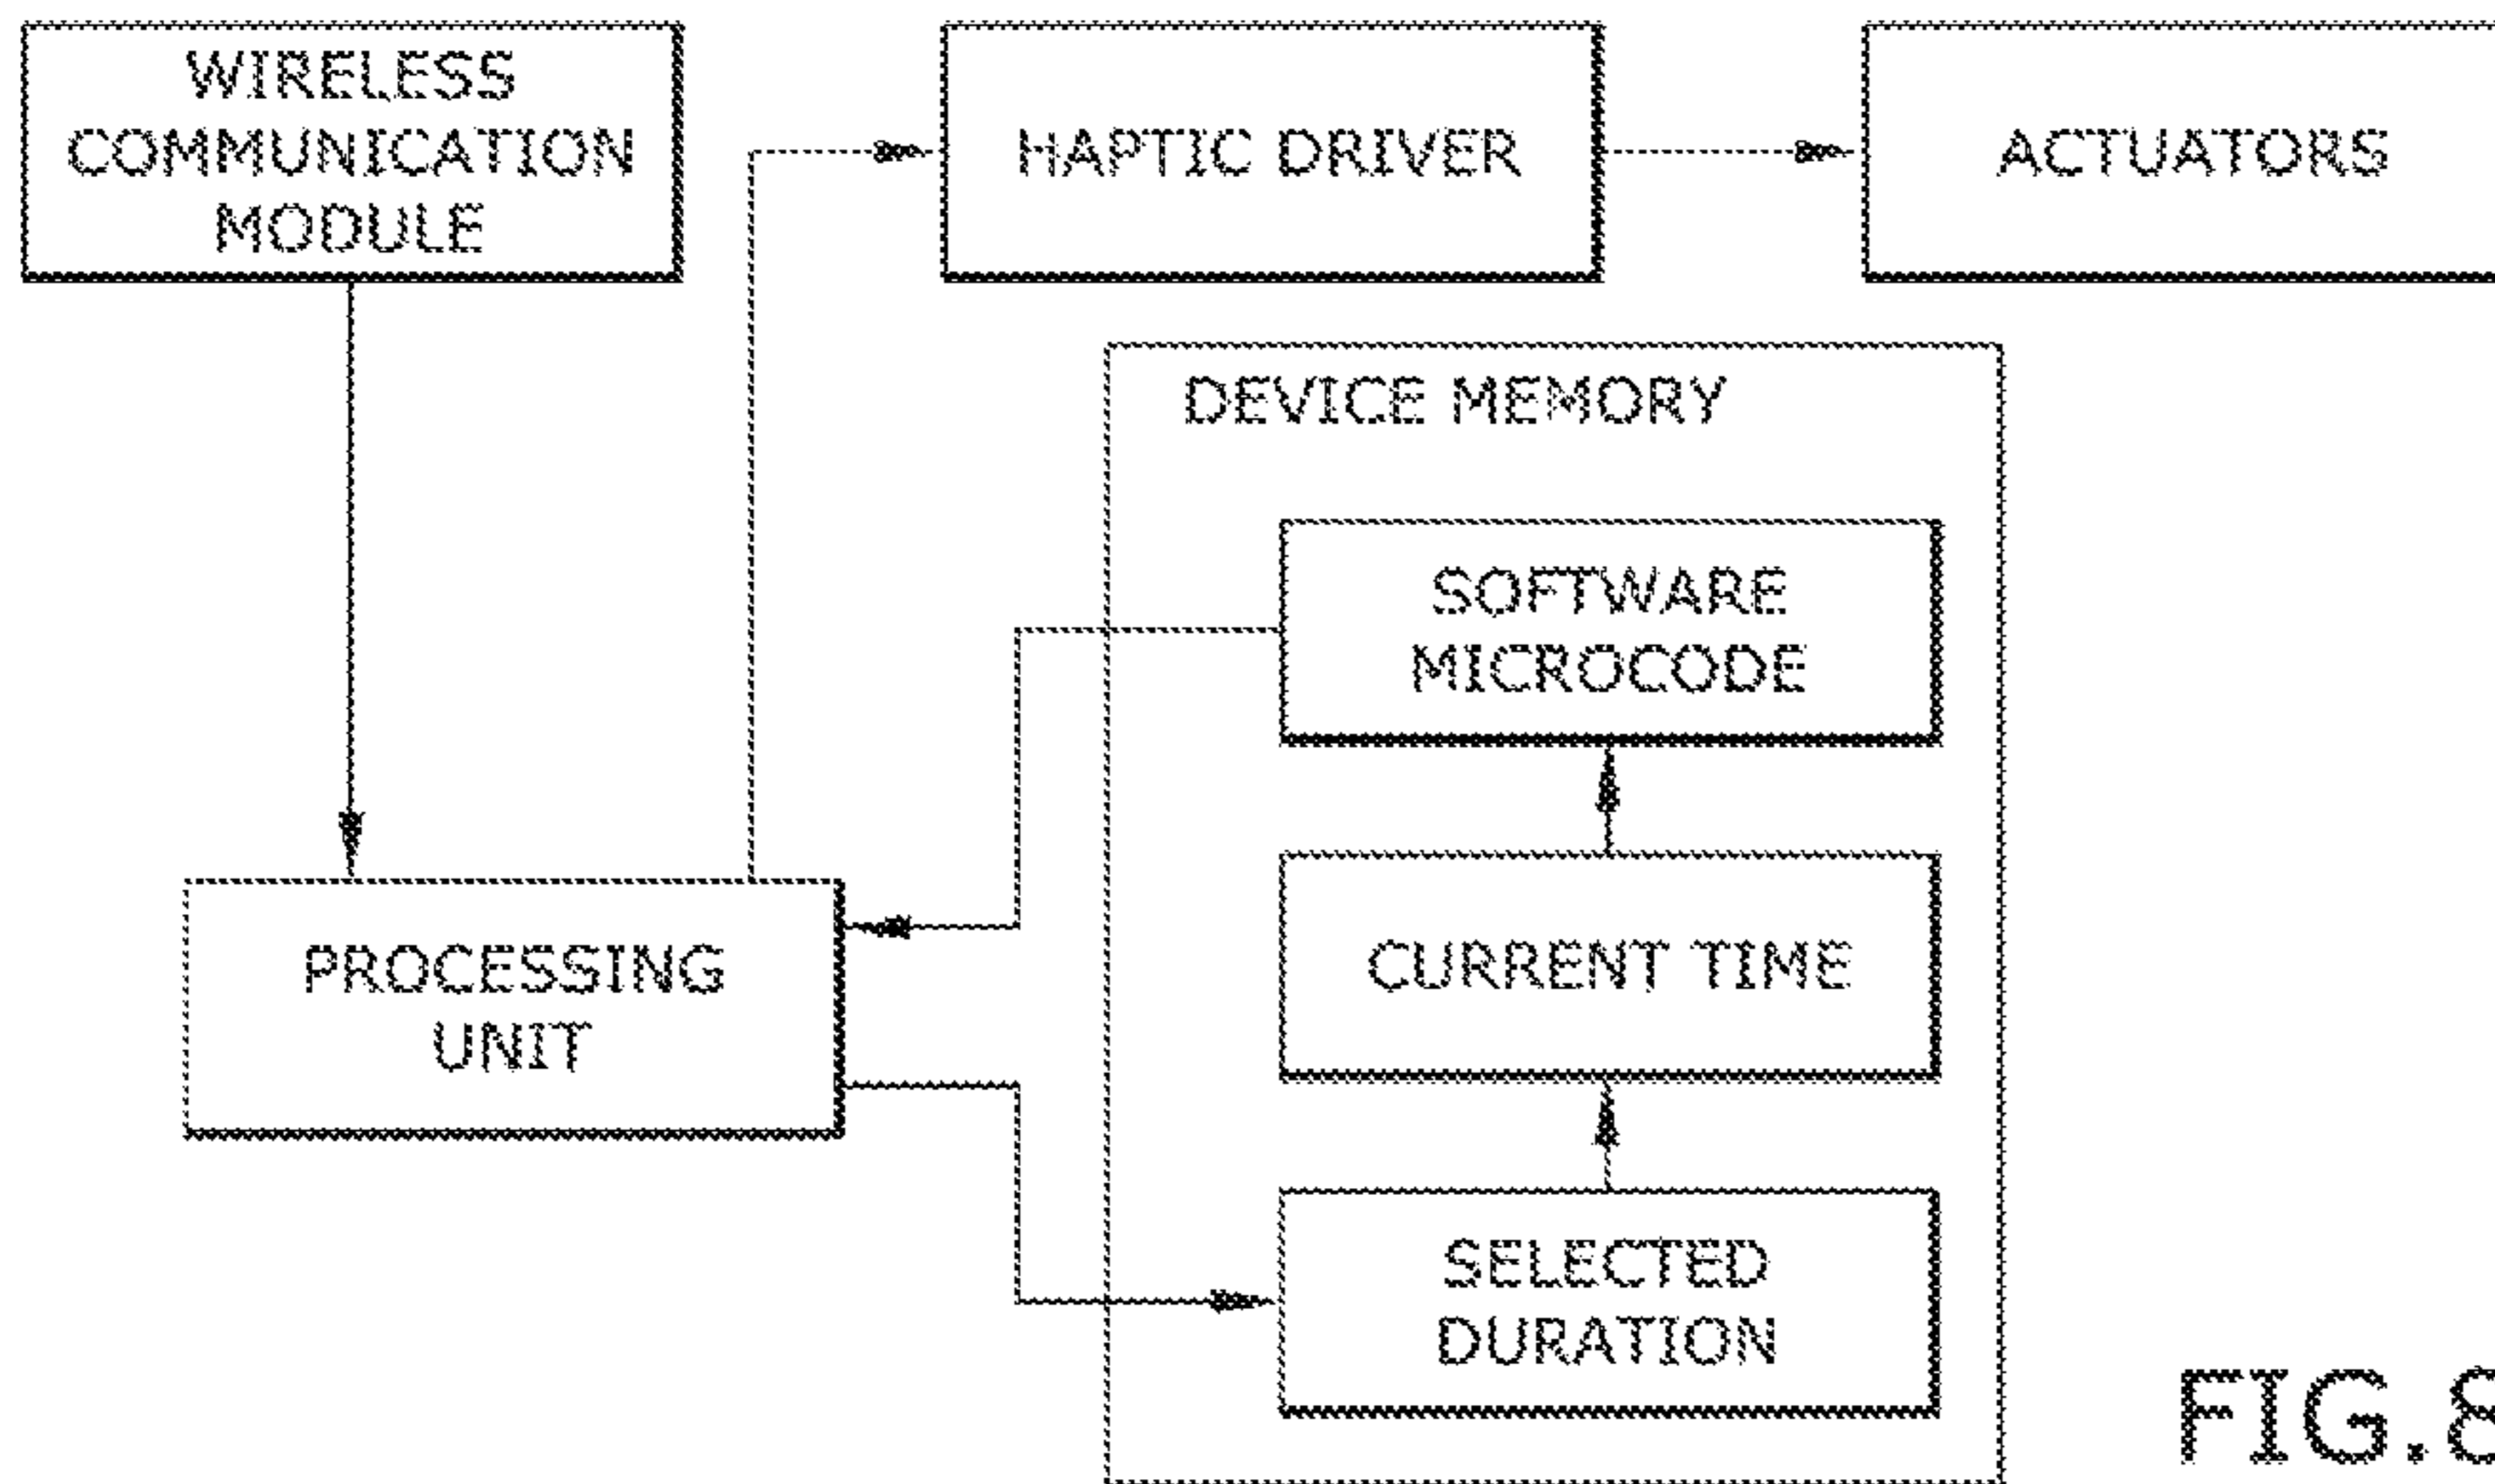 WIRELESS
COMMUNICATION
MODULE
HAPTIC DRIVER
ACTUATORS
DEVICE MEMORY
SOFTWARE
MICROCODE
CURRENT TIME
PROCESSING
UNIT
SELECTED
DURATION
FIG.8